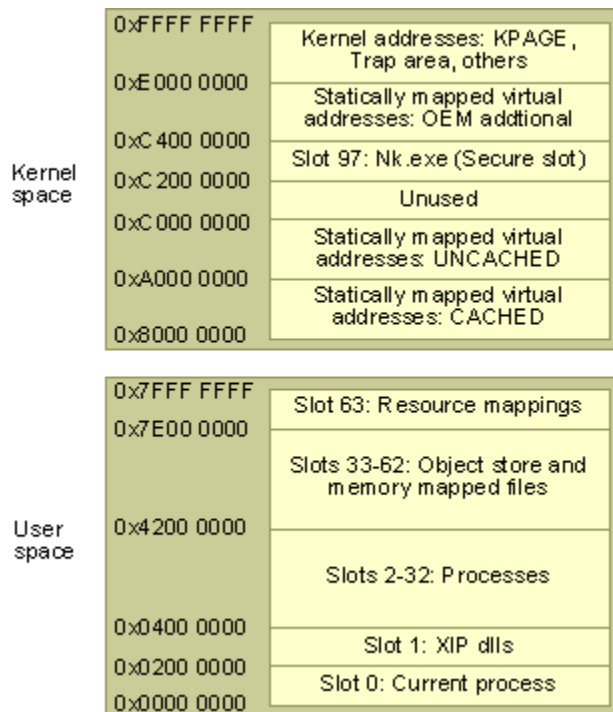 0xFFFF FFFF
Kernel addresses: KPAGE,
Trap area, others
0xE000 0000
Statically mapped virtual
addresses: OEM addtional
0xC400 0000
Slot 97: Nk.exe (Secure slot)
Kernel
space
0xC200 0000
Unused
0xC000 0000
Statically mapped virtual
addresses: UNCACHED
0xA000 0000
Statically mapped virtual
addresses: CACHED
0x8000 0000
0x7FFF FFFF
Slot 63: Resource mappings
0x7E00 0000
Slots 33-62: Object store and
memory mapped files
User
space
0x4200 0000
Slots 2-32: Processes
0x0400 0000
Slot 1: XIP dlls
0x0200 0000
Slot 0: Current process
0x0000 0000